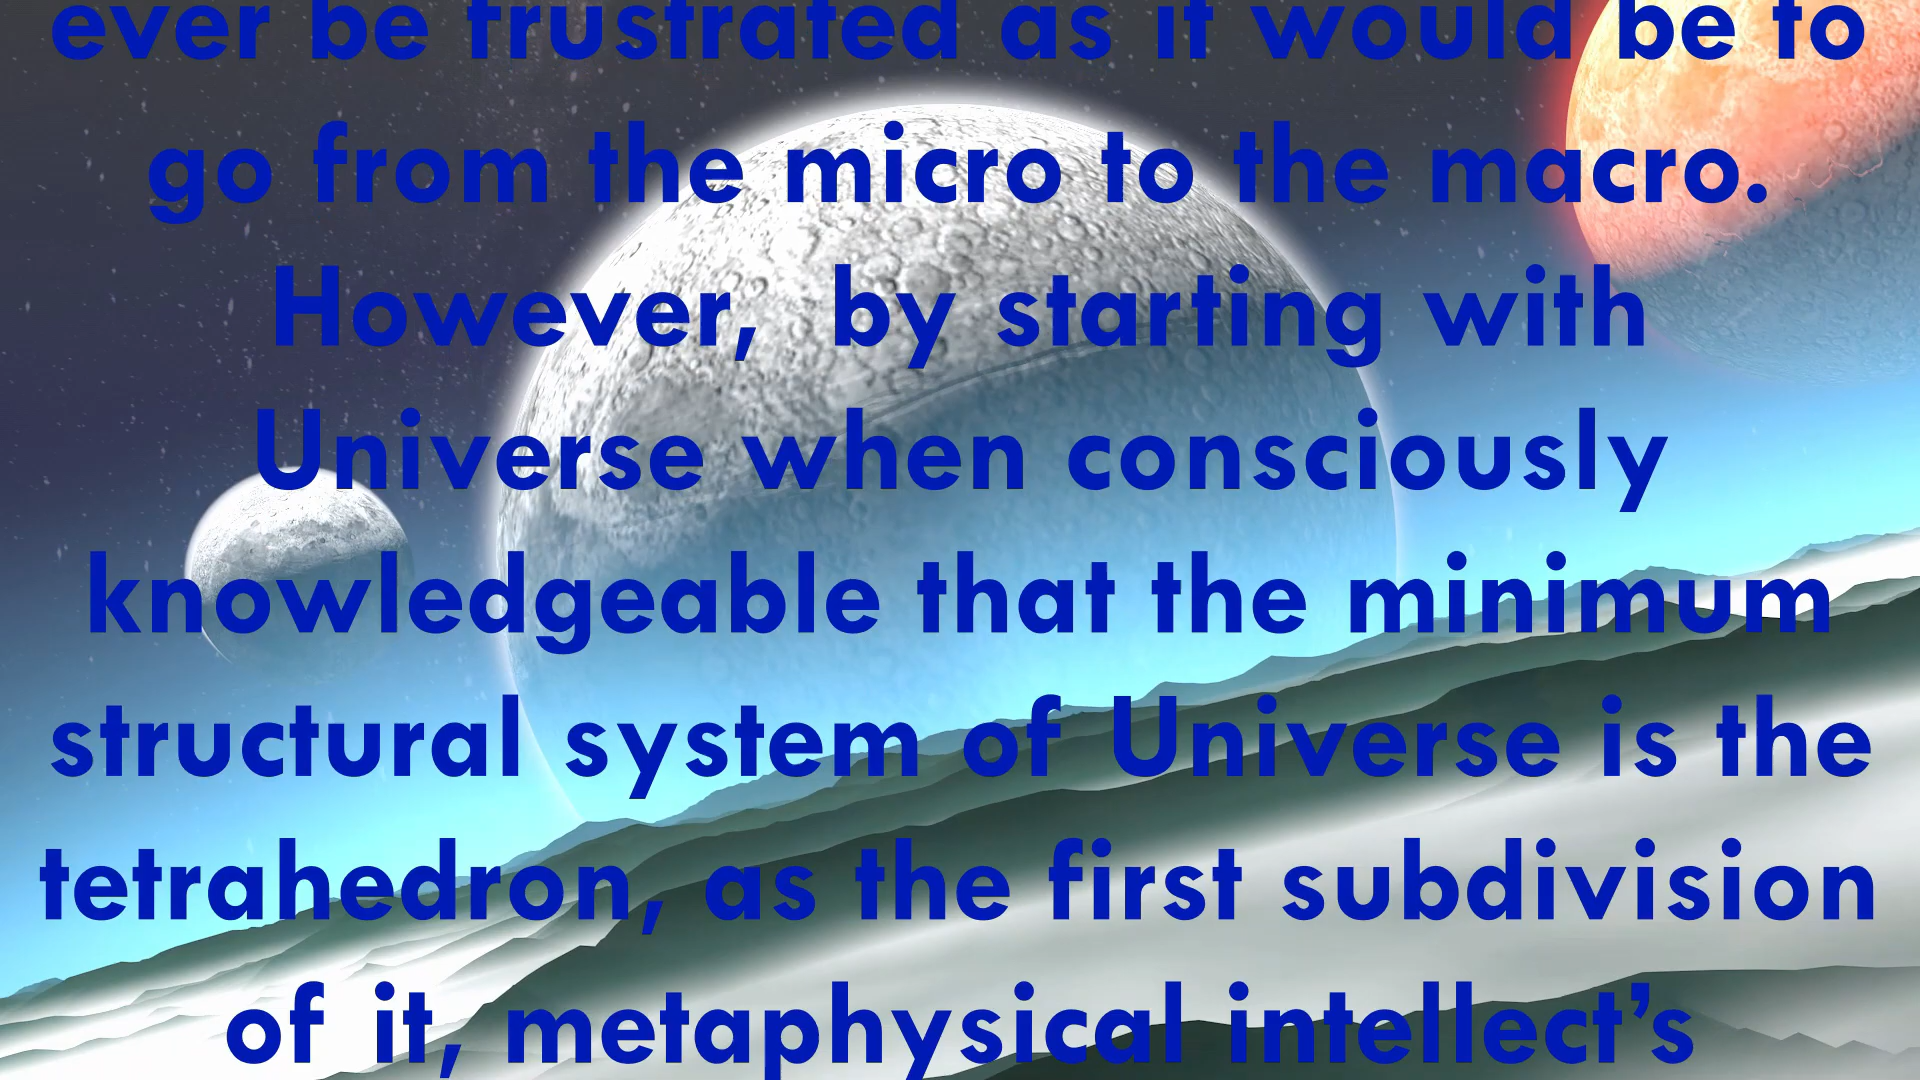 ever be frustrated as it would be to
go from the micro to the macro.
However,  by starting with
Universe when consciously
knowledgeable that the minimum
structural system of Universe is the
tetrahedron, as the first subdivision
of it, metaphysical intellect’s